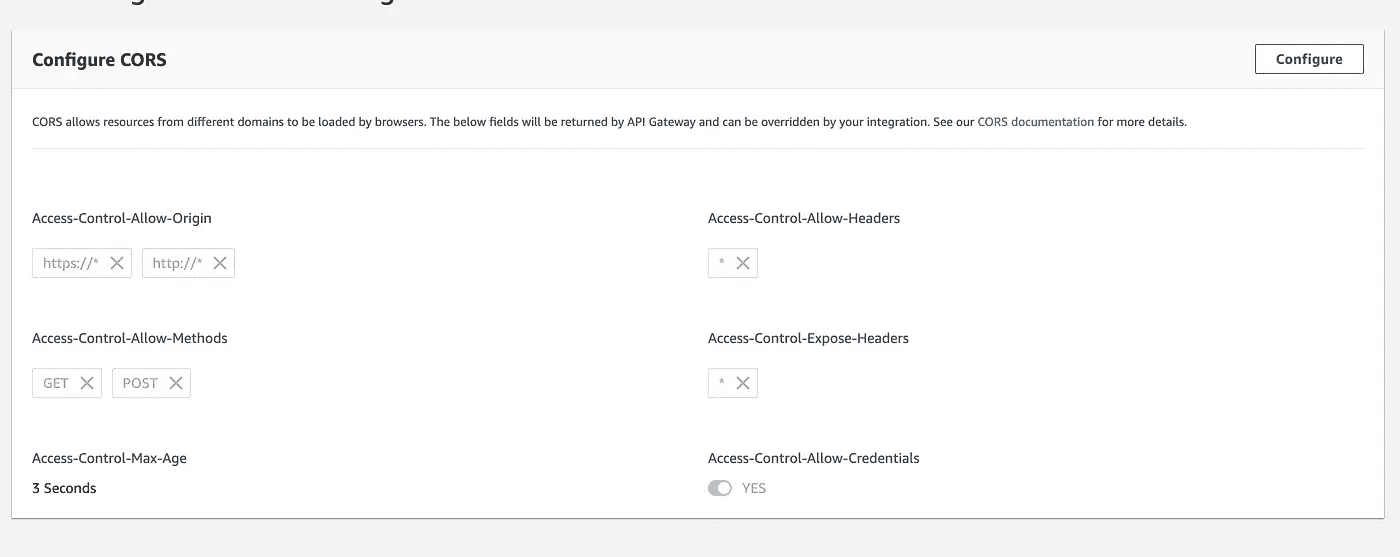 Configure CORS
Configure
CORS allows resources from different domains to be loaded by browsers. The below fields will be returned by API Gateway and can be overridden by your integration. See our CORS documentation for more details.
Access-Control-Allow-Origin
https://*
http://*
Access-Control-Allow-Headers
*
Access-Control-Allow-Methods
GET
POST
Access-Control-Expose-Headers
*
Access-Control-Max-Age
3 Seconds
Access-Control-Allow-Credentials
YES